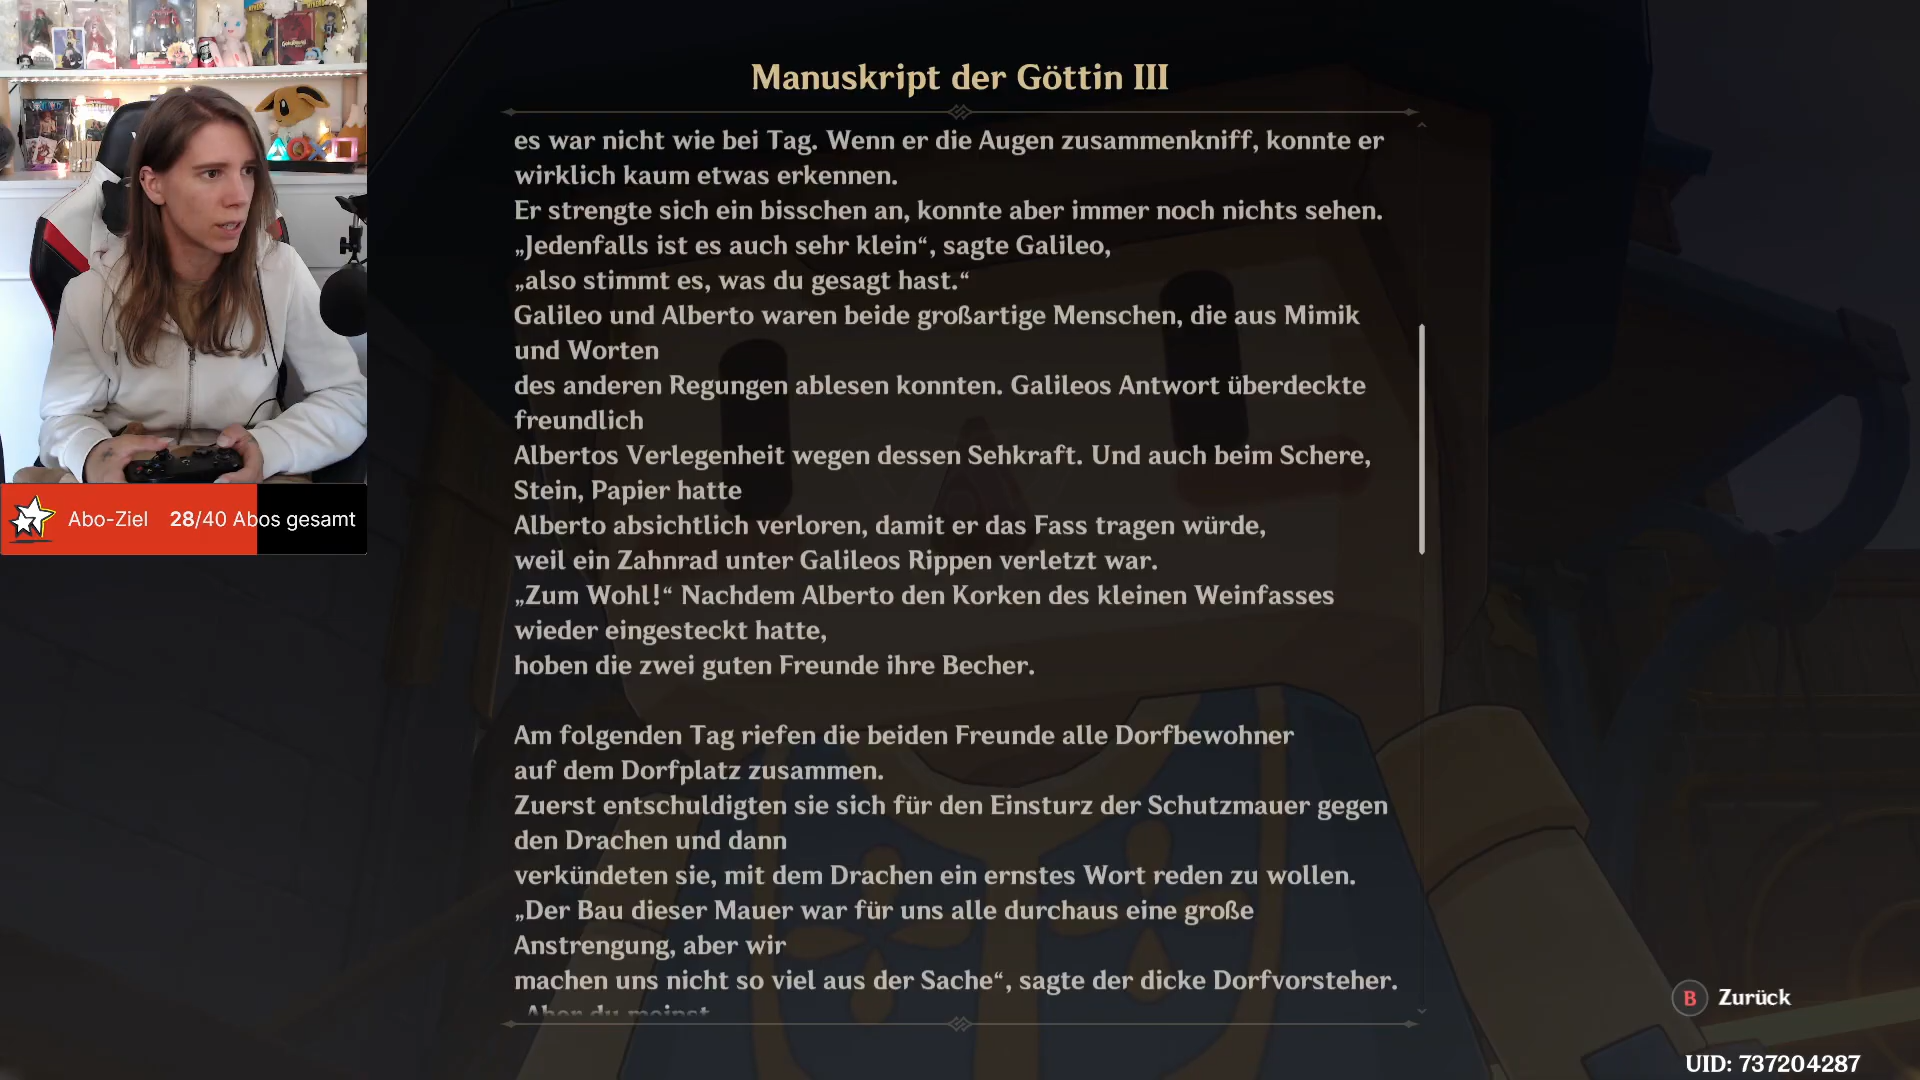 Manuskript der Göttin III
es war nicht wie bei Tag. Wenn er die Augen zusammenkniff, konnte er
wirklich kaum etwas erkennen.
Er strengte sich ein bisschen an, konnte aber immer noch nichts sehen.
„Jedenfalls ist es auch sehr klein“, sagte Galileo,
„also stimmt es, was du gesagt hast.“
Galileo und Alberto waren beide großartige Menschen, die aus Mimik
und Worten
des anderen Regungen ablesen konnten. Galileos Antwort überdeckte
freundlich
Albertos Verlegenheit wegen dessen Sehkraft. Und auch beim Schere,
Stein, Papier hatte
Alberto absichtlich verloren, damit er das Fass tragen würde,
weil ein Zahnrad unter Galileos Rippen verletzt war.
„Zum Wohl!“ Nachdem Alberto den Korken des kleinen Weinfasses
wieder eingesteckt hatte,
hoben die zwei guten Freunde ihre Becher.
Am folgenden Tag riefen die beiden Freunde alle Dorfbewohner
auf dem Dorfplatz zusammen.
Zuerst entschuldigten sie sich für den Einsturz der Schutzmauer gegen
den Drachen und dann
verkündeten sie, mit dem Drachen ein ernstes Wort reden zu wollen.
„Der Bau dieser Mauer war für uns alle durchaus eine große
Anstrengung, aber wir
machen uns nicht so viel aus der Sache“, sagte der dicke Dorfvorsteher.
Aber du meinst
Abo-Ziel 28/40 Abos gesamt
B Zurück
UID: 737204287